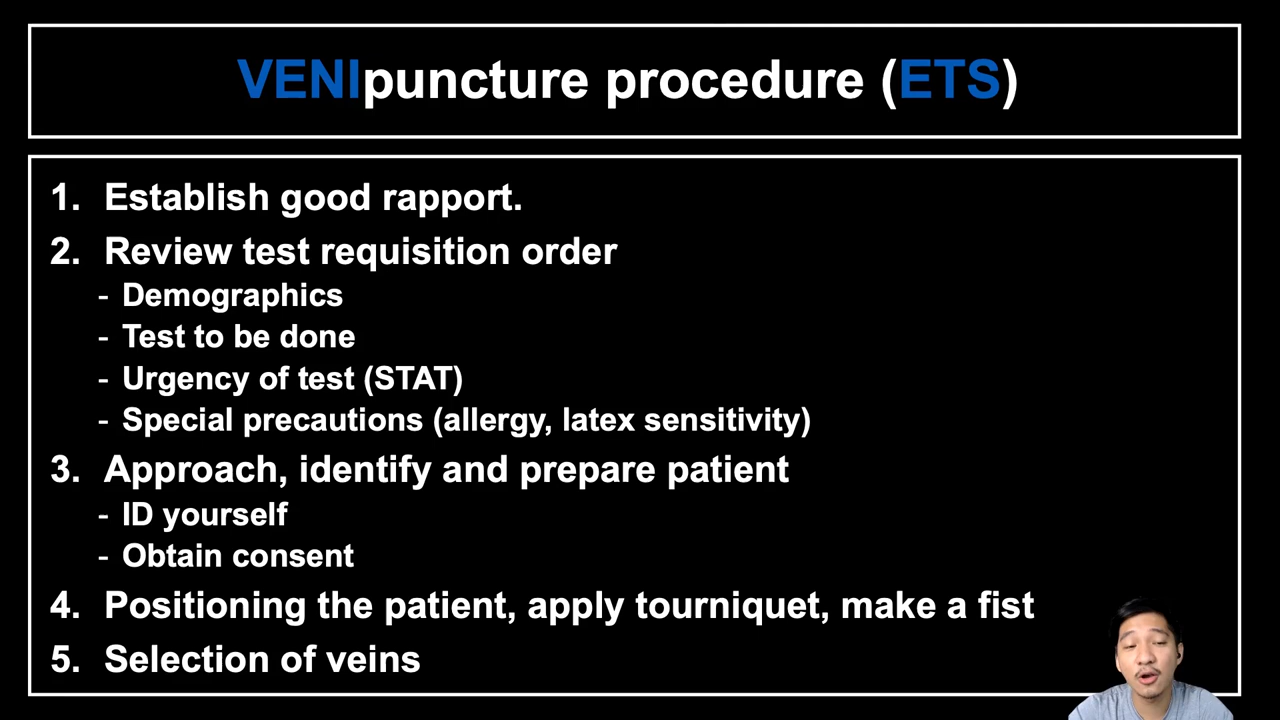 VENIpuncture procedure (ETS)
1. Establish good rapport.
2. Review test requisition order
- Demographics
- Test to be done
- Urgency of test (STAT)
- Special precautions (allergy, latex sensitivity)
3. Approach, identify and prepare patient
- ID yourself
- Obtain consent
4. Positioning the patient, apply tourniquet, make a fist
5. Selection of veins